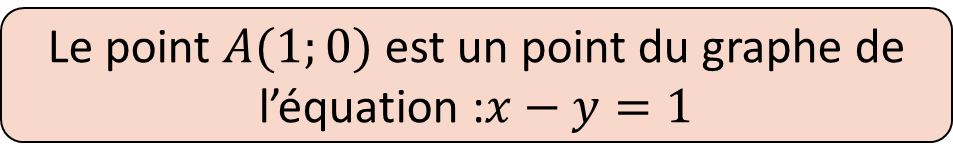 Le point A(1; 0) est un point du graphe de
l’équation :x − y = 1